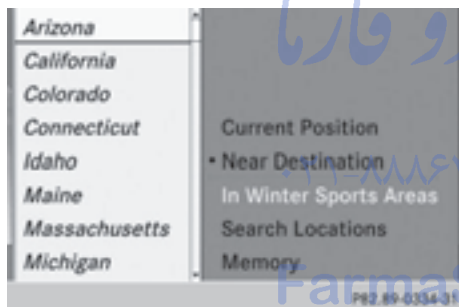 Arizona
California
Colorado
Connecticut
Idaho
Maine
Massachusetts
Michigan
Current Position
• Near Destination
In Winter Sports Areas
Search Locations
Memory
P82.89-0334-31